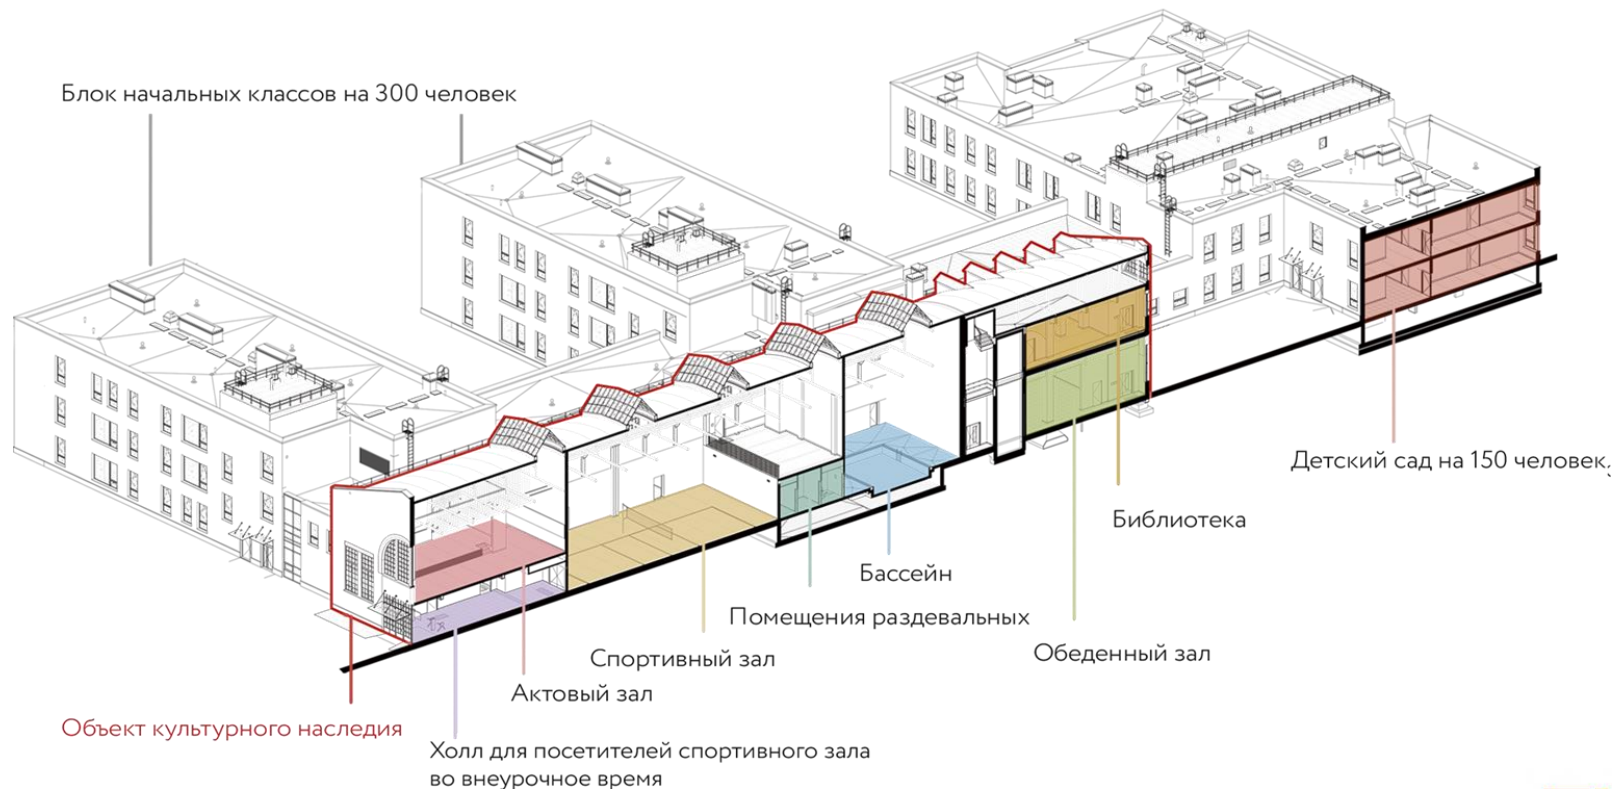 Блок начальных классов на 300 человек
Детский сад на 150 человек.
Библиотека
Бассейн
Помещения раздевальных
Обеденный зал
Спортивный зал
Актовый зал
Объект культурного наследия
Холл для посетителей спортивного зала
во внеурочное время